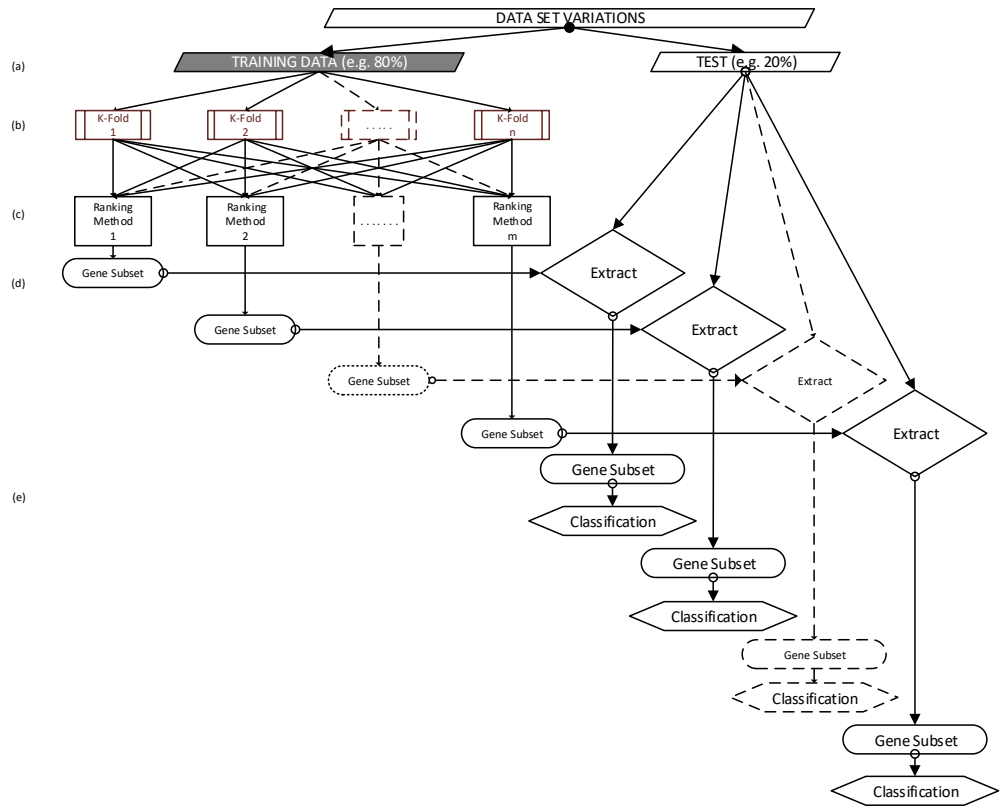 DATA SET VARIATIONS
(a)
TRAINING DATA (e.g. 80%)
TEST (e.g. 20%)
(b)
K-Fold
1
K-Fold
2
. . . . .
K-Fold
n
(c)
Ranking
Method
1
Ranking
Method
2
. . . . . .
Ranking
Method
m
(d)
Gene Subset
Extract
Gene Subset
Extract
Gene Subset
Extract
Gene Subset
Extract
(e)
Gene Subset
Classification
Gene Subset
Classification
Gene Subset
Classification
Gene Subset
Classification